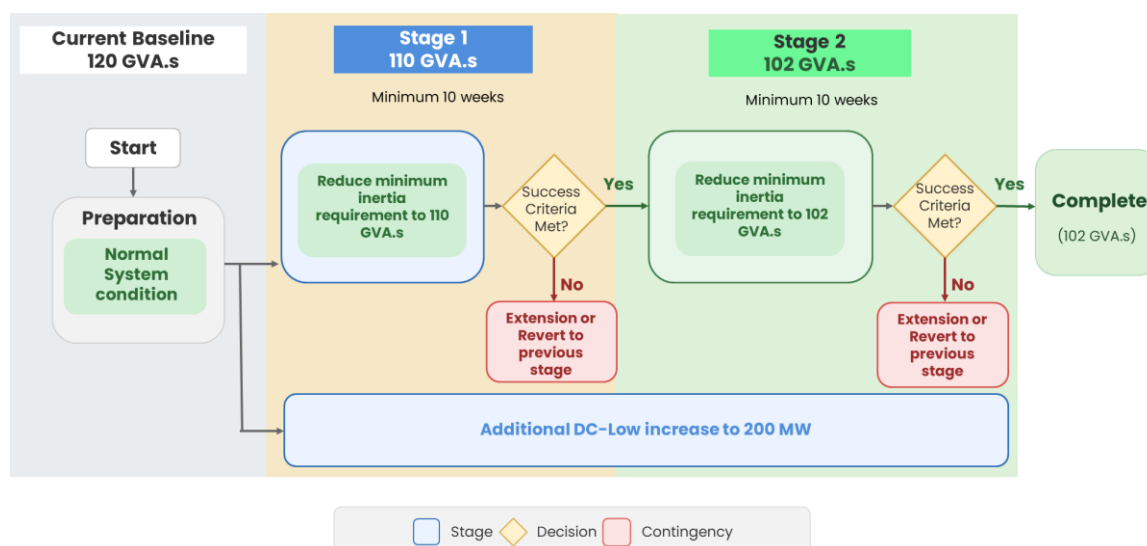 Current Baseline
120 GVA.s
Stage 1
110 GVA.s
Stage 2
102 GVA.s
Minimum 10 weeks
Minimum 10 weeks
Start
Preparation
Normal
System
condition
Reduce minimum
inertia
requirement to 110
GVA.s
Success
Criteria
Met?
Yes
No
Extension or
Revert to
previous
stage
Reduce minimum
inertia
requirement to 102
GVA.s
Success
Criteria
Met?
Yes
No
Extension or
Revert to
previous
stage
Complete
(102 GVA.s)
Additional DC-Low increase to 200 MW
Stage
Decision
Contingency